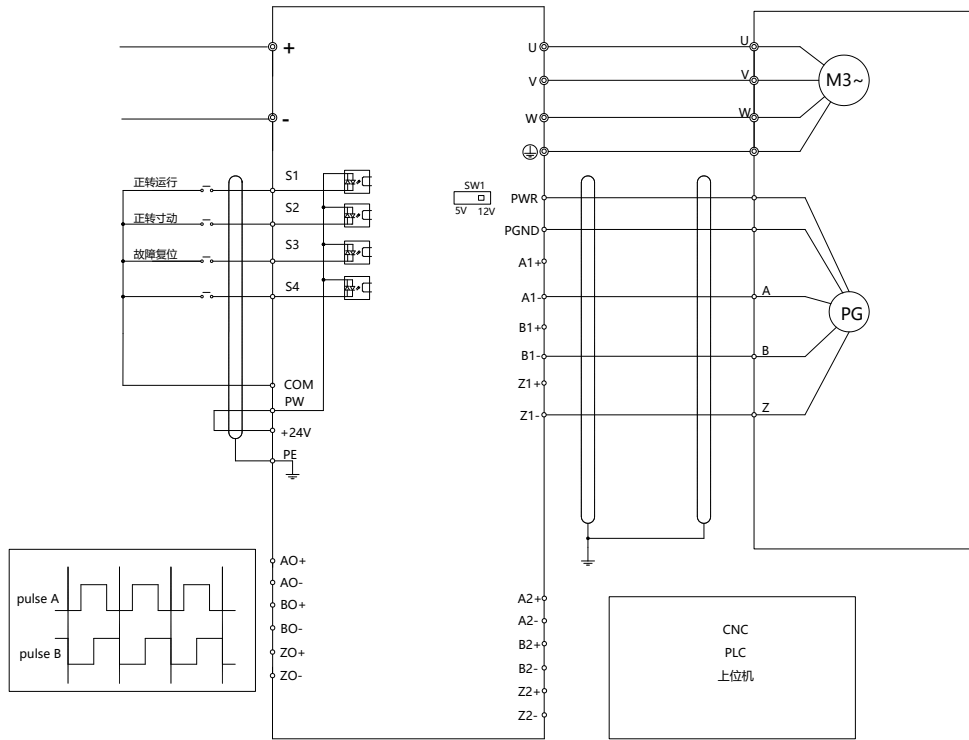 +
-
正转运行
S1
正转寸动
S2
故障复位
S3
S4
COM
PW
+24V
PE
SW1
5V 12V
U
V
W
PWR
PGND
A1+
A1-
B1+
B1-
Z1+
Z1-
U
V
W
M3~
A
B
Z
PG
pulse A
pulse B
AO+
AO-
BO+
BO-
ZO+
ZO-
A2+
A2-
B2+
B2-
Z2+
Z2-
CNC
PLC
上位机